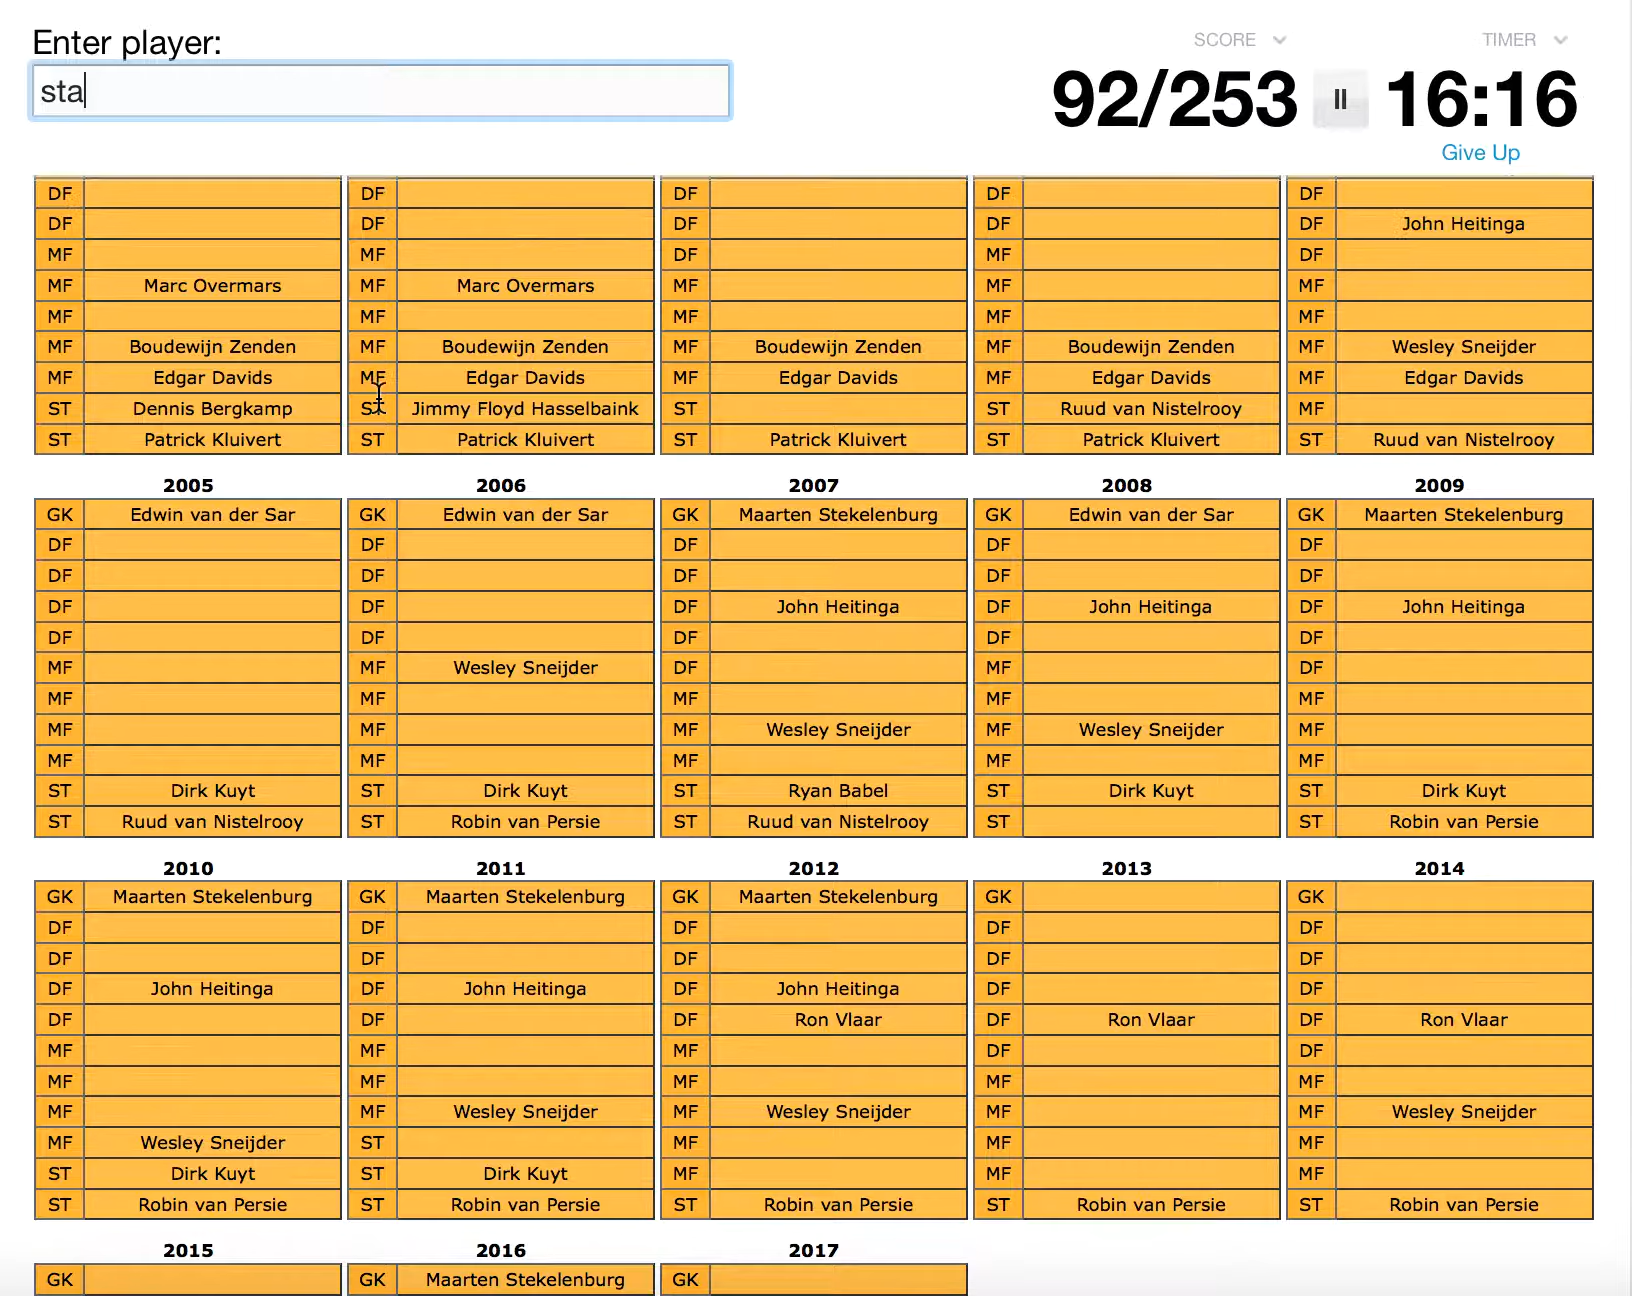 Enter player:
SCORE TIMER
sta
92/253 II 16:16
Give Up
DF DF DF DF DF
DF DF DF DF DF John Heitinga
MF MF DF MF DF
MF Marc Overmars MF Marc Overmars MF MF MF
MF MF MF MF MF
MF Boudewijn Zenden MF Boudewijn Zenden MF Boudewijn Zenden MF Boudewijn Zenden MF Wesley Sneijder
MF Edgar Davids MF Edgar Davids MF Edgar Davids MF Edgar Davids MF Edgar Davids
ST Dennis Bergkamp ST Jimmy Floyd Hasselbaink ST ST Ruud van Nistelrooy MF
ST Patrick Kluivert ST Patrick Kluivert ST Patrick Kluivert ST Patrick Kluivert ST Ruud van Nistelrooy
2005 2006 2007 2008 2009
GK Edwin van der Sar GK Edwin van der Sar GK Maarten Stekelenburg GK Edwin van der Sar GK Maarten Stekelenburg
DF DF DF DF DF
DF DF DF DF DF
DF DF DF John Heitinga DF John Heitinga DF John Heitinga
DF DF DF DF DF
MF MF Wesley Sneijder DF MF DF
MF MF MF MF MF
MF MF MF Wesley Sneijder MF Wesley Sneijder MF
MF MF MF MF MF
ST Dirk Kuyt ST Dirk Kuyt ST Ryan Babel ST Dirk Kuyt ST Dirk Kuyt
ST Ruud van Nistelrooy ST Robin van Persie ST Ruud van Nistelrooy ST ST Robin van Persie
2010 2011 2012 2013 2014
GK Maarten Stekelenburg GK Maarten Stekelenburg GK Maarten Stekelenburg GK GK
DF DF DF DF DF
DF DF DF DF DF
DF John Heitinga DF John Heitinga DF John Heitinga DF DF
DF DF DF Ron Vlaar DF Ron Vlaar DF Ron Vlaar
MF MF MF DF DF
MF MF MF MF MF
MF MF Wesley Sneijder MF Wesley Sneijder MF MF Wesley Sneijder
MF Wesley Sneijder ST MF MF MF
ST Dirk Kuyt ST Dirk Kuyt MF MF MF
ST Robin van Persie ST Robin van Persie ST Robin van Persie ST Robin van Persie ST Robin van Persie
2015 2016 2017
GK GK Maarten Stekelenburg GK